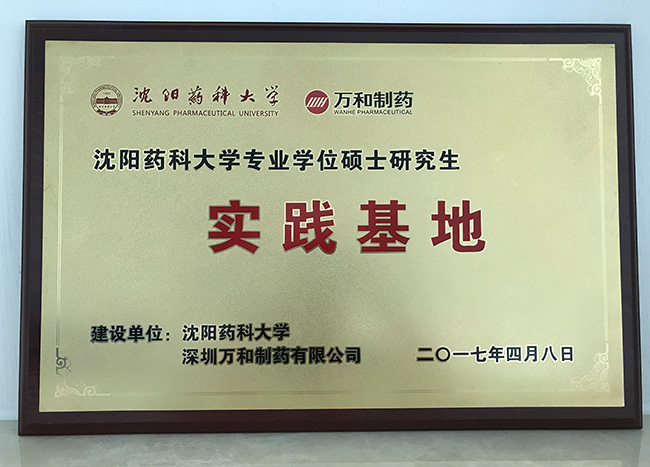 沈阳药科大学 万和制药
SHENYANG PHARMACEUTICAL UNIVERSITY WANHE PHARMACEUTICAL
沈阳药科大学专业学位硕士研究生
实践基地
建设单位：沈阳药科大学
深圳万和制药有限公司 二〇一七年四月八日